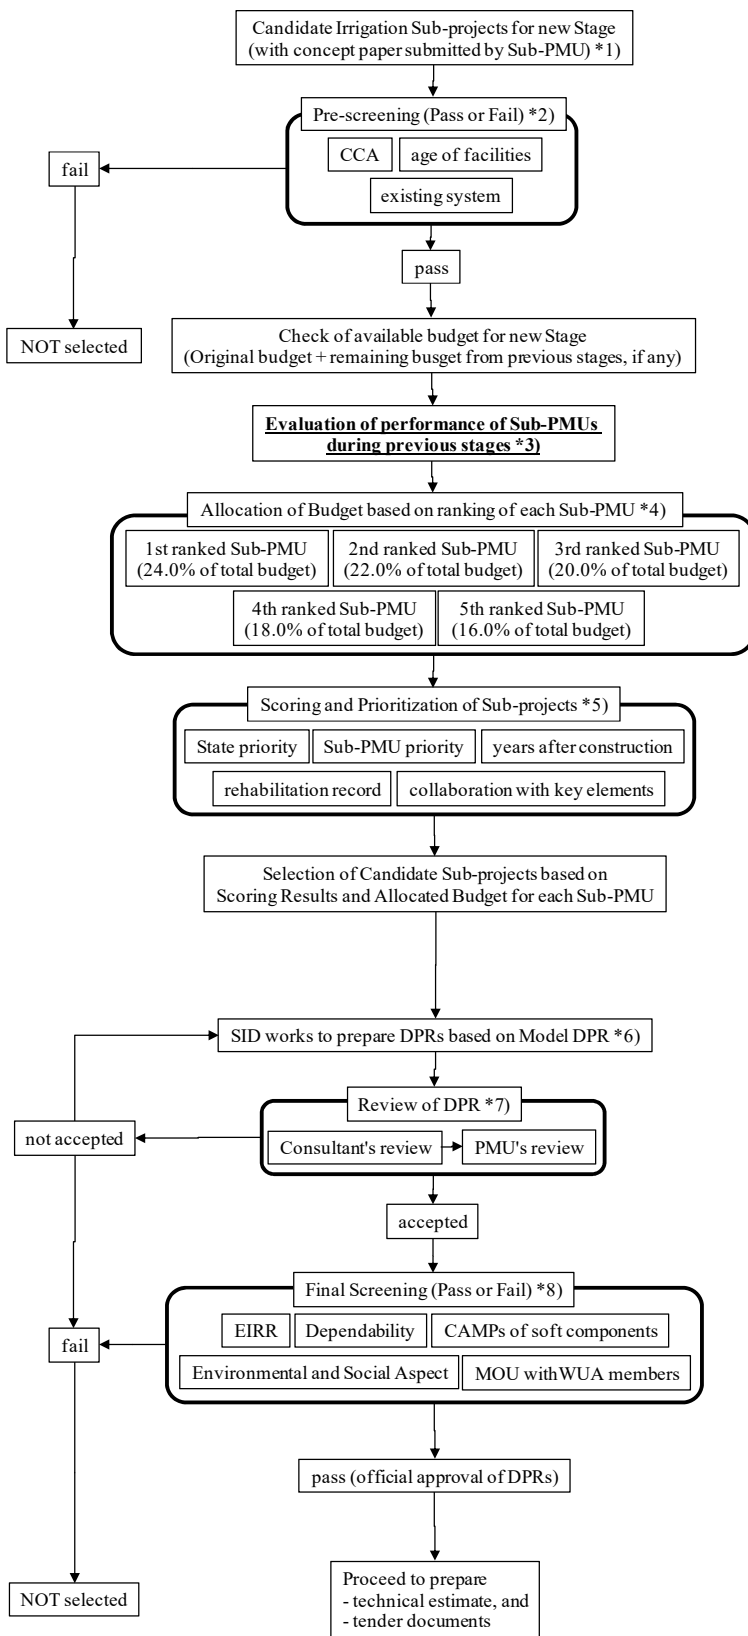 Candidate Irrigation Sub-projects for new Stage
(with concept paper submitted by Sub-PMU) *1)
Pre-screening (Pass or Fail) *2)
CCA
age of facilities
fail
existing system
pass
NOT selected
Check of available budget for new Stage
(Original budget + remaining busget from previous stages, if any)
Evaluation of performance of Sub-PMUs
during previous stages *3)
Allocation of Budget based on ranking of each Sub-PMU *4)
1st ranked Sub-PMU
(24.0% of total budget)
2nd ranked Sub-PMU
(22.0% of total budget)
3rd ranked Sub-PMU
(20.0% of total budget)
4th ranked Sub-PMU
(18.0% of total budget)
5th ranked Sub-PMU
(16.0% of total budget)
Scoring and Prioritization of Sub-projects *5)
State priority
Sub-PMU priority
years after construction
rehabilitation record
collaboration with key elements
Selection of Candidate Sub-projects based on
Scoring Results and Allocated Budget for each Sub-PMU
SID works to prepare DPRs based on Model DPR *6)
Review of DPR *7)
not accepted
Consultant's review
PMU's review
accepted
Final Screening (Pass or Fail) *8)
EIRR
Dependability
CAMPs of soft components
fail
Environmental and Social Aspect
MOU withWUA members
pass (official approval of DPRs)
NOT selected
Proceed to prepare
- technical estimate, and
- tender documents